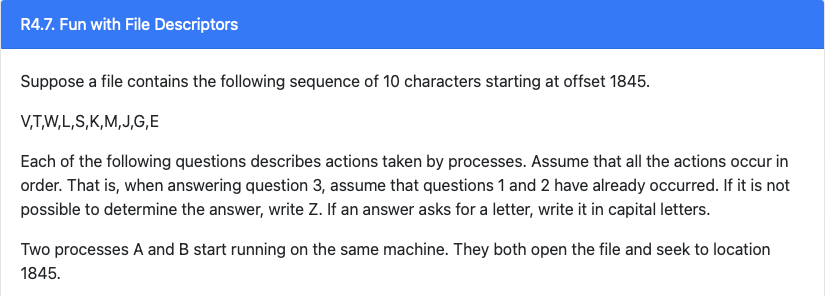 R4.7. Fun with File Descriptors
Suppose a file contains the following sequence of 10 characters starting at offset 1845.
V,T,W,L,S,K,M,J,G,E
Each of the following questions describes actions taken by processes. Assume that all the actions occur in
order. That is, when answering question 3, assume that questions 1 and 2 have already occurred. If it is not
possible to determine the answer, write Z. If an answer asks for a letter, write it in capital letters.
Two processes A and B start running on the same machine. They both open the file and seek to location
1845.